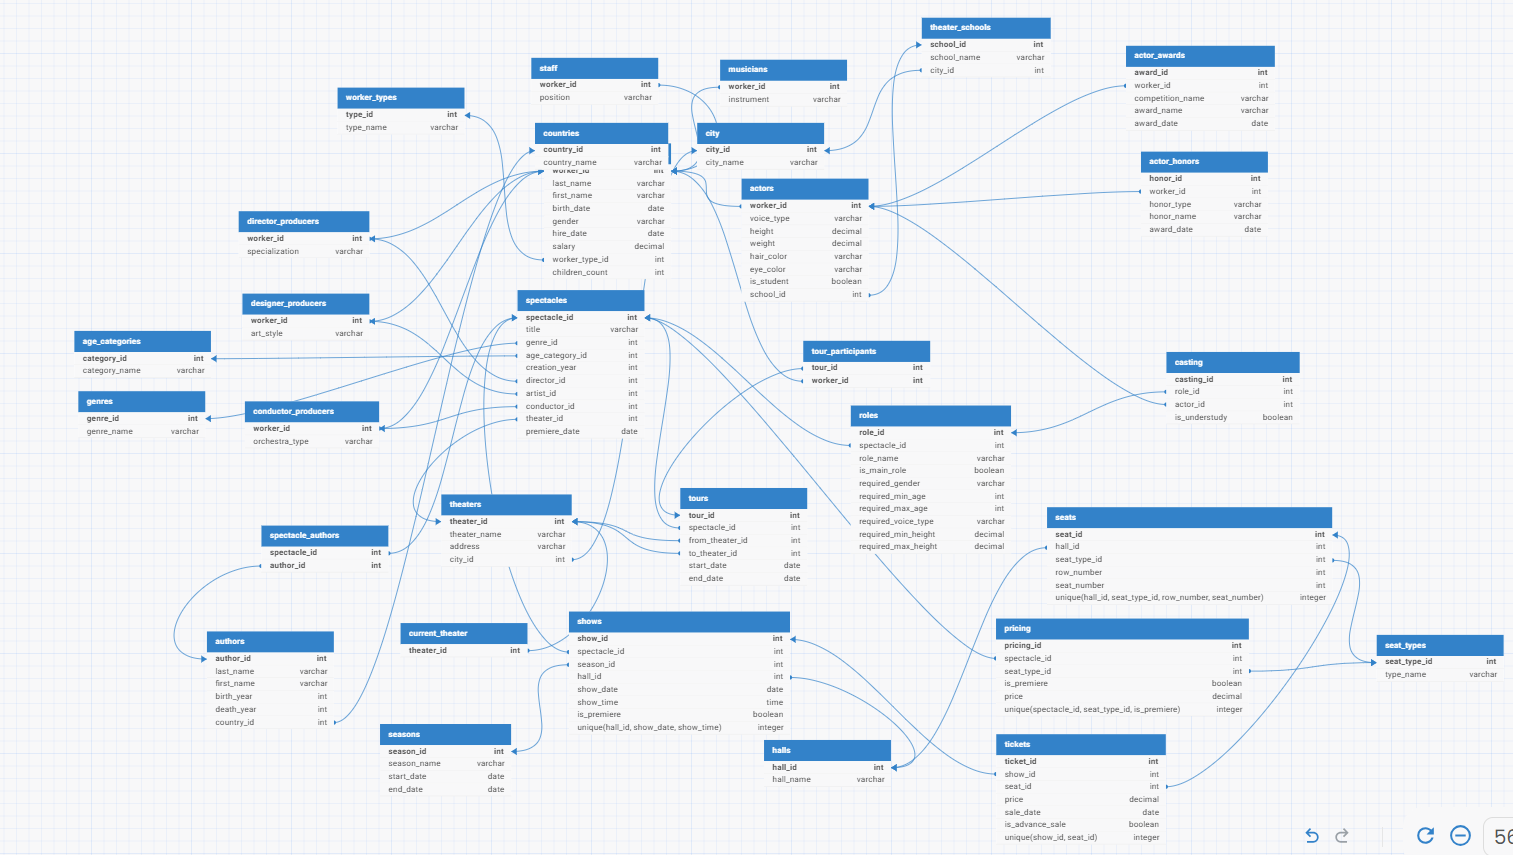 theater_schools
school_id int
school_name varchar
city_id int
actor_awards
award_id int
worker_id int
competition_name varchar
award_name varchar
award_date date
staff
worker_id int
position varchar
musicians
worker_id int
instrument varchar
worker_types
type_id int
type_name varchar
countries
country_id int
country_name varchar
worker_id int
last_name varchar
first_name varchar
birth_date date
gender varchar
hire_date date
salary decimal
worker_type_id int
children_count int
city
city_id int
city_name varchar
actor_honors
honor_id int
worker_id int
honor_type varchar
honor_name varchar
award_date date
actors
worker_id int
voice_type varchar
height decimal
weight decimal
hair_color varchar
eye_color varchar
is_student boolean
school_id int
director_producers
worker_id int
specialization varchar
designer_producers
worker_id int
art_style varchar
spectacles
spectacle_id int
title varchar
genre_id int
age_category_id int
creation_year int
director_id int
artist_id int
conductor_id int
theater_id int
premiere_date date
age_categories
category_id int
category_name varchar
tour_participants
tour_id int
worker_id int
casting
casting_id int
role_id int
actor_id int
is_understudy boolean
genres
genre_id int
genre_name varchar
conductor_producers
worker_id int
orchestra_type varchar
roles
role_id int
spectacle_id int
role_name varchar
is_main_role boolean
required_gender varchar
required_min_age int
required_max_age int
required_voice_type varchar
required_min_height decimal
required_max_height decimal
theaters
theater_id int
theater_name varchar
address varchar
city_id int
tours
tour_id int
spectacle_id int
from_theater_id int
to_theater_id int
start_date date
end_date date
seats
seat_id int
hall_id int
seat_type_id int
row_number int
seat_number int
unique(hall_id, seat_type_id, row_number, seat_number) integer
spectacle_authors
spectacle_id int
author_id int
authors
author_id int
last_name varchar
first_name varchar
birth_year int
death_year int
country_id int
current_theater
theater_id int
shows
show_id int
spectacle_id int
season_id int
hall_id int
show_date date
show_time time
is_premiere boolean
unique(hall_id, show_date, show_time) integer
pricing
pricing_id int
spectacle_id int
seat_type_id int
is_premiere boolean
price decimal
unique(spectacle_id, seat_type_id, is_premiere) integer
seat_types
seat_type_id int
type_name varchar
seasons
season_id int
season_name varchar
start_date date
end_date date
halls
hall_id int
hall_name varchar
tickets
ticket_id int
show_id int
seat_id int
price decimal
sale_date date
is_advance_sale boolean
unique(show_id, seat_id) integer